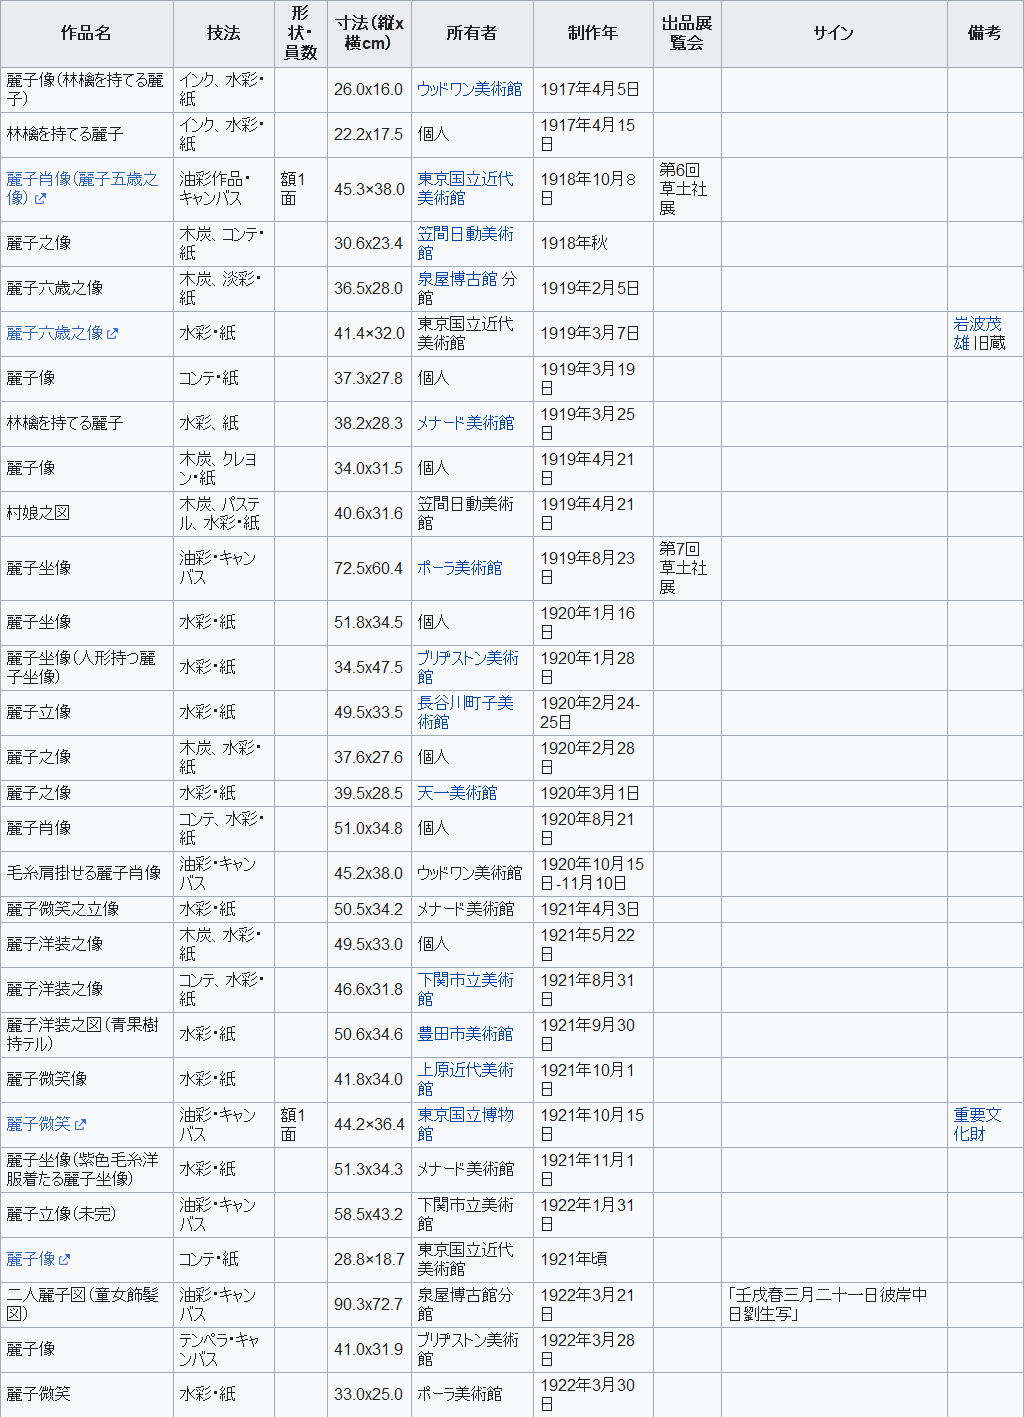 作品名 技法 形状・員数 寸法(縦x横cm) 所有者 制作年 出品展覧会 サイン 備考
麗子像(林檎を持てる麗子) インク、水彩・紙 26.0x16.0 ウッドワン美術館 1917年4月5日
林檎を持てる麗子 インク、水彩・紙 22.2x17.5 個人 1917年4月15日
麗子肖像(麗子五歳之像) 油彩作品・キャンバス 額1面 45.3×38.0 東京国立近代美術館 1918年10月8日 第6回草土社展
麗子之像 木炭、コンテ・紙 30.6x23.4 笠間日動美術館 1918年秋
麗子六歳之像 木炭、淡彩・紙 36.5x28.0 泉屋博古館 分館 1919年2月5日
麗子六歳之像 水彩・紙 41.4×32.0 東京国立近代美術館 1919年3月7日 岩波茂雄 旧蔵
麗子像 コンテ・紙 37.3x27.8 個人 1919年3月19日
林檎を持てる麗子 水彩、紙 38.2x28.3 メナード美術館 1919年3月25日
麗子像 木炭、クレヨン・紙 34.0x31.5 個人 1919年4月21日
村娘之図 木炭、パステル、水彩・紙 40.6x31.6 笠間日動美術館 1919年4月21日
麗子坐像 油彩・キャンバス 72.5x60.4 ポーラ美術館 1919年8月23日 第7回草土社展
麗子坐像 水彩・紙 51.8x34.5 個人 1920年1月16日
麗子坐像(人形持つ麗子坐像) 水彩・紙 34.5x47.5 ブリヂストン美術館 1920年1月28日
麗子立像 水彩・紙 49.5x33.5 長谷川町子美術館 1920年2月24-25日
麗子之像 木炭、水彩・紙 37.6x27.6 個人 1920年2月28日
麗子之像 水彩・紙 39.5x28.5 天一美術館 1920年3月1日
麗子肖像 コンテ、水彩・紙 51.0x34.8 個人 1920年8月21日
毛糸肩掛せる麗子肖像 油彩・キャンバス 45.2x38.0 ウッドワン美術館 1920年10月15日-11月10日
麗子微笑之立像 水彩・紙 50.5x34.2 メナード美術館 1921年4月3日
麗子洋装之像 木炭、水彩・紙 49.5x33.0 個人 1921年5月22日
麗子洋装之像 コンテ、水彩・紙 46.6x31.8 下関市立美術館 1921年8月31日
麗子洋装之図(青果樹持テル) 水彩・紙 50.6x34.6 豊田市美術館 1921年9月30日
麗子微笑像 水彩・紙 41.8x34.0 上原近代美術館 1921年10月1日
麗子微笑 油彩・キャンバス 額1面 44.2×36.4 東京国立博物館 1921年10月15日 重要文化財
麗子坐像(紫色毛糸洋服着たる麗子坐像) 水彩・紙 51.3x34.3 メナード美術館 1921年11月1日
麗子立像(未完) 油彩・キャンバス 58.5x43.2 下関市立美術館 1922年1月31日
麗子像 コンテ・紙 28.8×18.7 東京国立近代美術館 1921年頃
二人麗子図(童女飾髪図) 油彩・キャンバス 90.3x72.7 泉屋博古館分館 1922年3月21日 「壬戌春三月二十一日彼岸中日劉生写」
麗子像 テンペラ・キャンバス 41.0x31.9 ブリヂストン美術館 1922年3月28日
麗子微笑 水彩・紙 33.0x25.0 ポーラ美術館 1922年3月30日